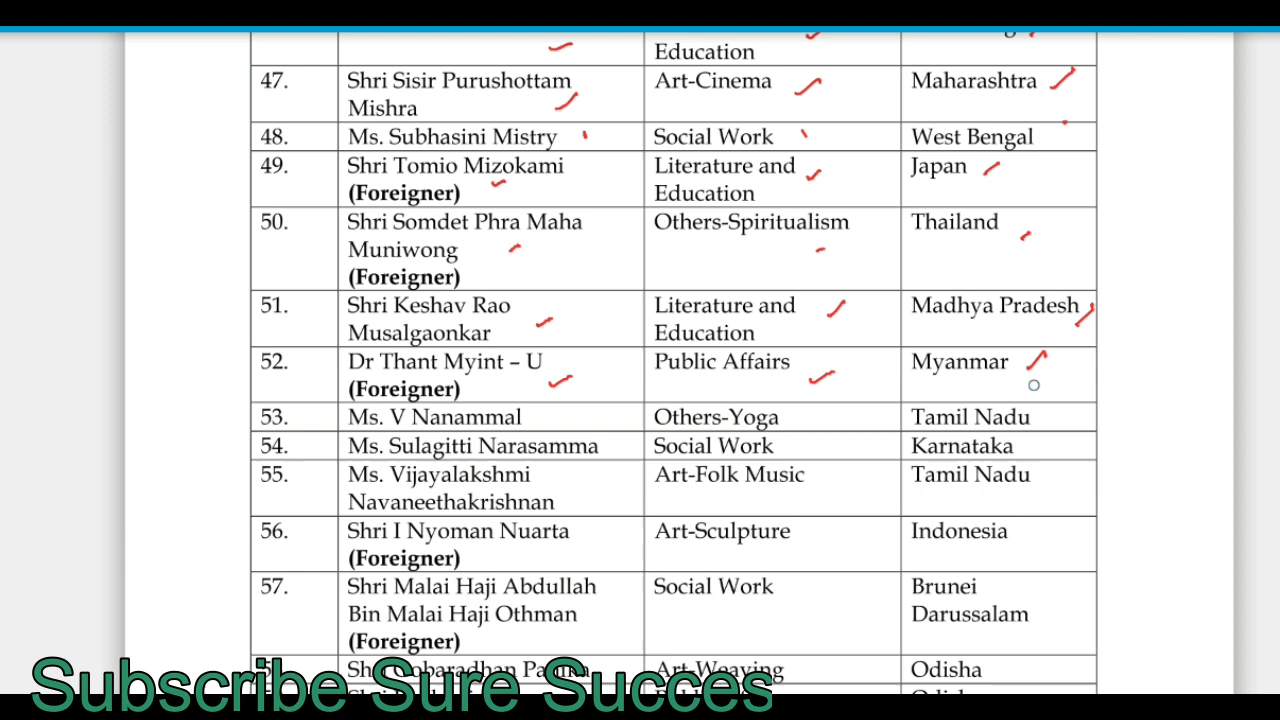 Education
47. Shri Sisir Purushottam Art-Cinema Maharashtra
Mishra
48. Ms. Subhasini Mistry Social Work West Bengal
49. Shri Tomio Mizokami Literature and Japan
(Foreigner) Education
50. Shri Somdet Phra Maha Others-Spiritualism Thailand
Muniwong
(Foreigner)
51. Shri Keshav Rao Literature and Madhya Pradesh
Musalgaonkar Education
52. Dr Thant Myint – U Public Affairs Myanmar
(Foreigner)
53. Ms. V Nanammal Others-Yoga Tamil Nadu
54. Ms. Sulagitti Narasamma Social Work Karnataka
55. Ms. Vijayalakshmi Art-Folk Music Tamil Nadu
Navaneethakrishnan
56. Shri I Nyoman Nuarta Art-Sculpture Indonesia
(Foreigner)
57. Shri Malai Haji Abdullah Social Work Brunei
Bin Malai Haji Othman Darussalam
(Foreigner)
Art-Weaving Odisha
Subscribe Sure Succes